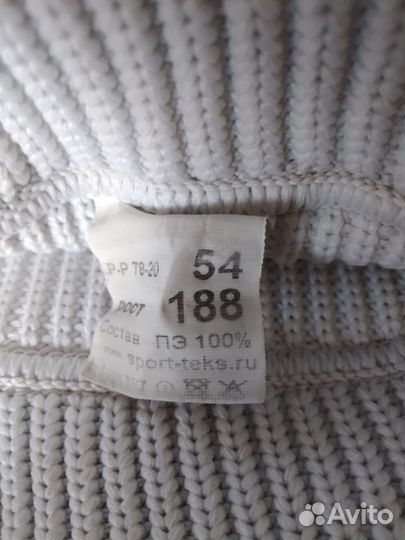 Р-Р 78-20 54
рост 188
Состав ПЭ 100%
www.sport-teks.ru
Avito